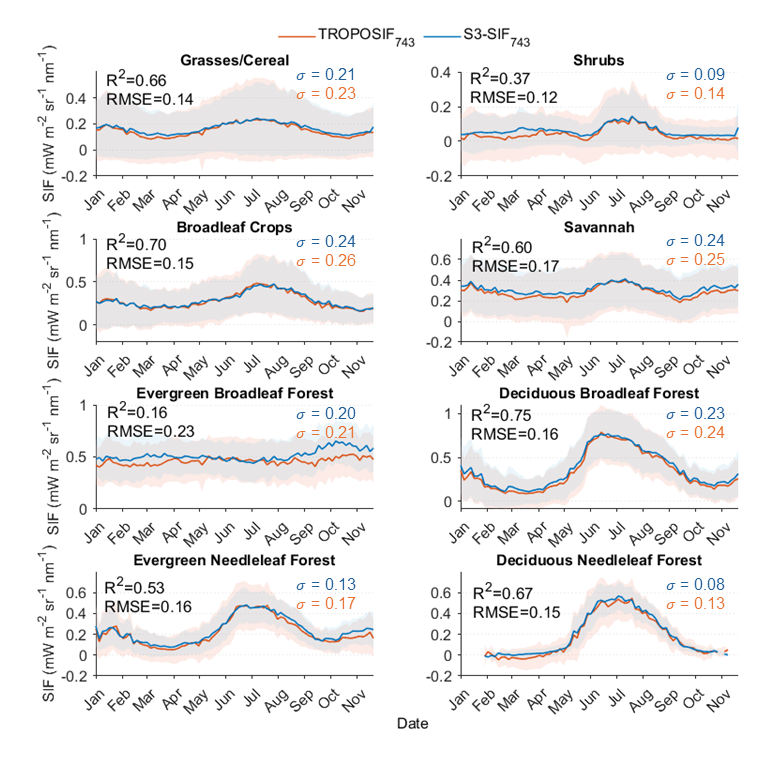 TROPOSIF743 S3-SIF743
Grasses/Cereal
R2=0.66
RMSE=0.14
σ = 0.21
σ = 0.23
SIF (mW m-2 sr-1 nm-1)
0.4
0.2
0
-0.2
Jan Feb Mar Apr May Jun Jul Aug Sep Oct Nov
Shrubs
R2=0.37
RMSE=0.12
σ = 0.09
σ = 0.14
0.4
0.2
0
-0.2
Jan Feb Mar Apr May Jun Jul Aug Sep Oct Nov
Broadleaf Crops
R2=0.70
RMSE=0.15
σ = 0.24
σ = 0.26
SIF (mW m-2 sr-1 nm-1)
1
0.5
0
Jan Feb Mar Apr May Jun Jul Aug Sep Oct Nov
Savannah
R2=0.60
RMSE=0.17
σ = 0.24
σ = 0.25
0.6
0.4
0.2
0
-0.2
Jan Feb Mar Apr May Jun Jul Aug Sep Oct Nov
Evergreen Broadleaf Forest
R2=0.16
RMSE=0.23
σ = 0.20
σ = 0.21
SIF (mW m-2 sr-1 nm-1)
1
0.5
0
Jan Feb Mar Apr May Jun Jul Aug Sep Oct Nov
Deciduous Broadleaf Forest
R2=0.75
RMSE=0.16
σ = 0.23
σ = 0.24
1
0.5
0
Jan Feb Mar Apr May Jun Jul Aug Sep Oct Nov
Evergreen Needleleaf Forest
R2=0.53
RMSE=0.16
σ = 0.13
σ = 0.17
SIF (mW m-2 sr-1 nm-1)
0.6
0.4
0.2
0
-0.2
Jan Feb Mar Apr May Jun Jul Aug Sep Oct Nov
Deciduous Needleleaf Forest
R2=0.67
RMSE=0.15
σ = 0.08
σ = 0.13
0.6
0.4
0.2
0
-0.2
Jan Feb Mar Apr May Jun Jul Aug Sep Oct Nov
Date